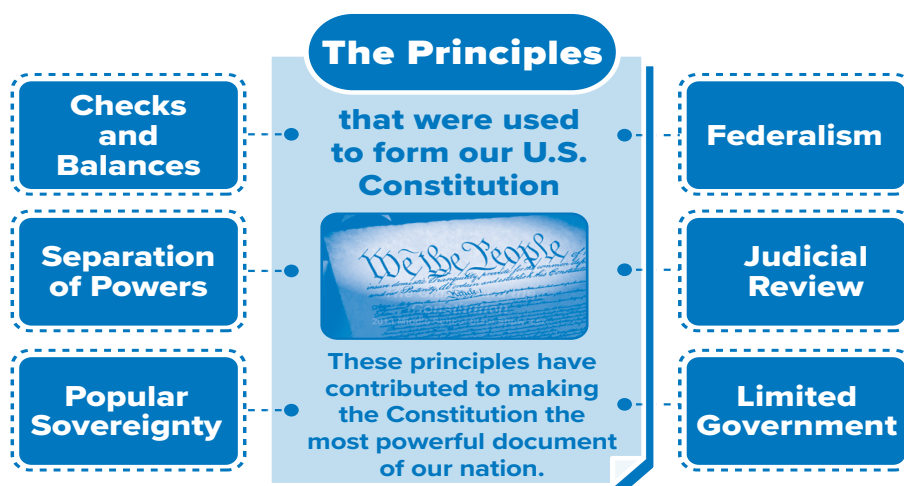 The Principles
that were used
to form our U.S.
Constitution
Checks
and
Balances
Separation
of Powers
Popular
Sovereignty
Federalism
Judicial
Review
Limited
Government
We the People
Article I
These principles have
contributed to making
the Constitution the
most powerful document
of our nation.